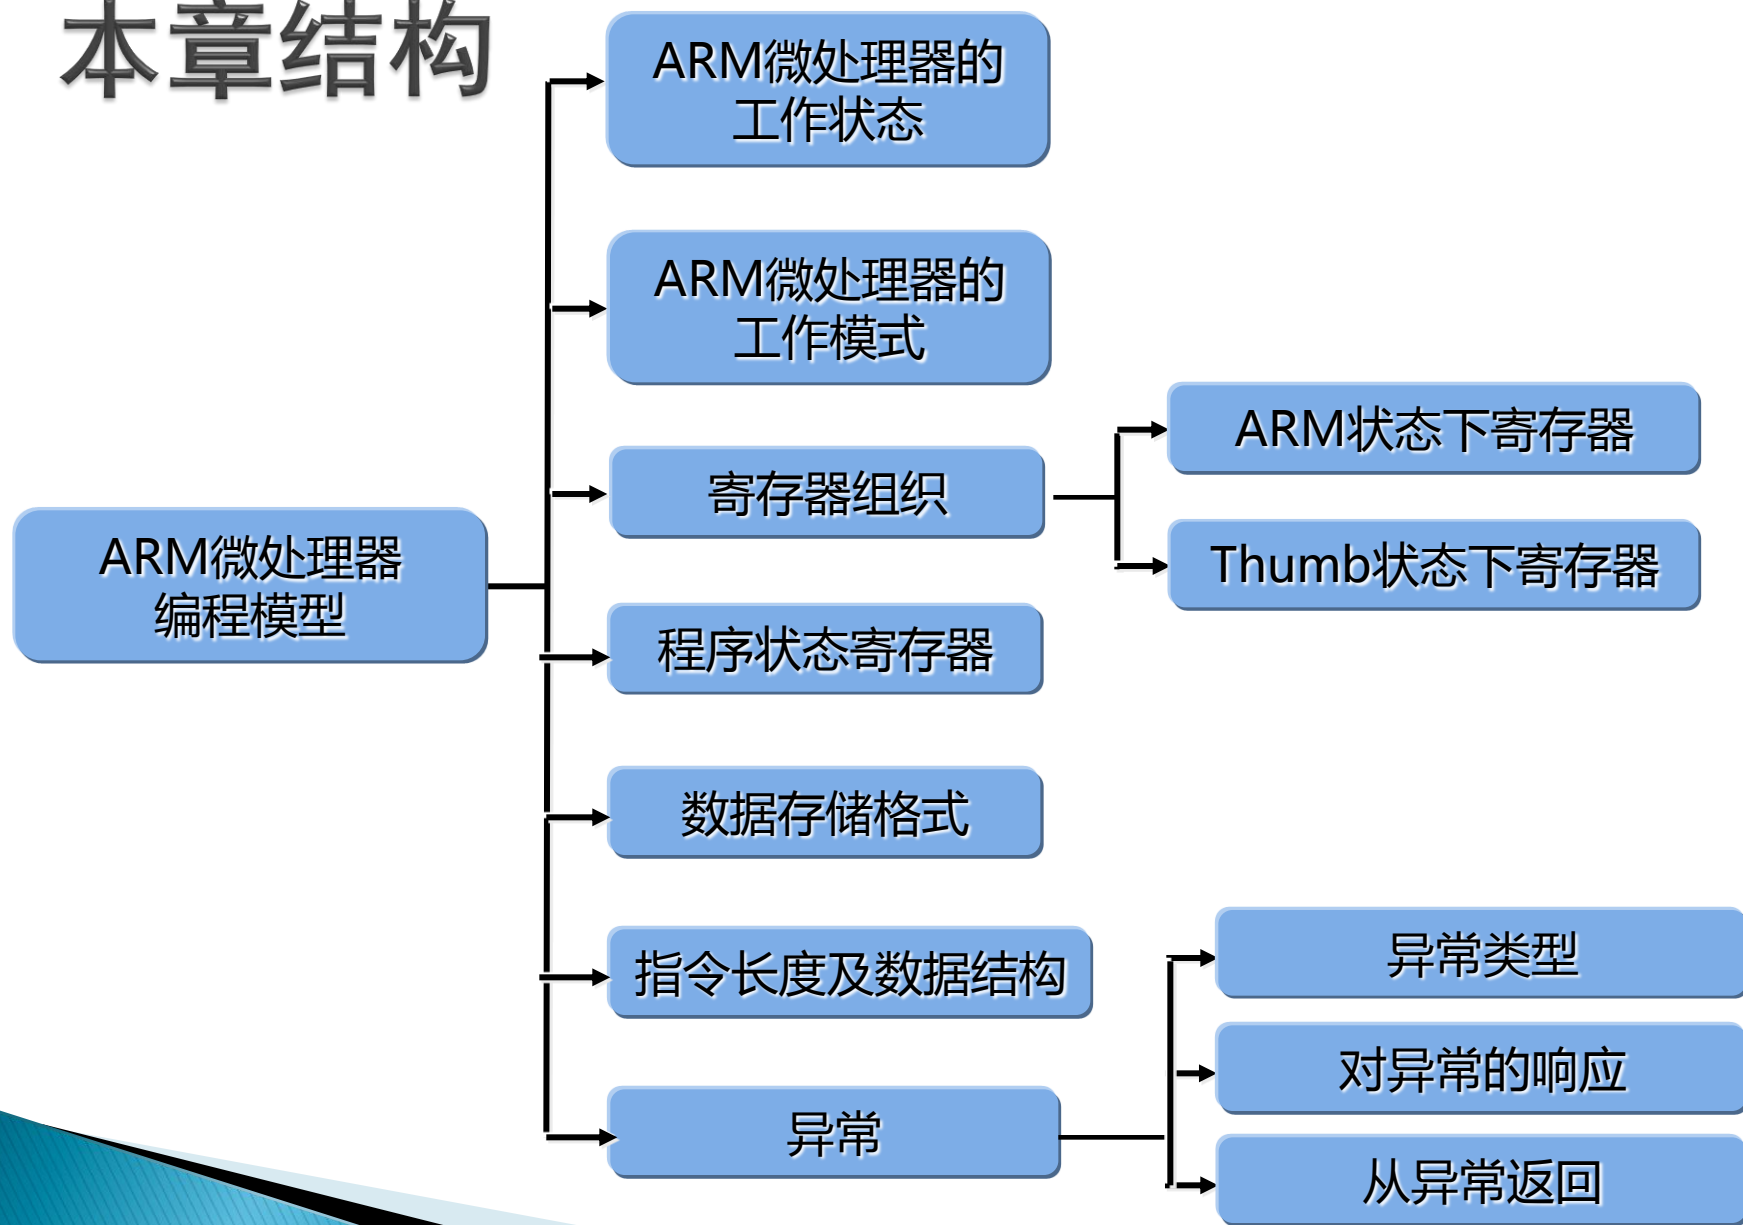 本章结构
ARM微处理器的
工作状态
ARM微处理器的
工作模式
ARM状态下寄存器
寄存器组织
Thumb状态下寄存器
ARM微处理器
编程模型
程序状态寄存器
数据存储格式
指令长度及数据结构
异常类型
对异常的响应
异常
从异常返回